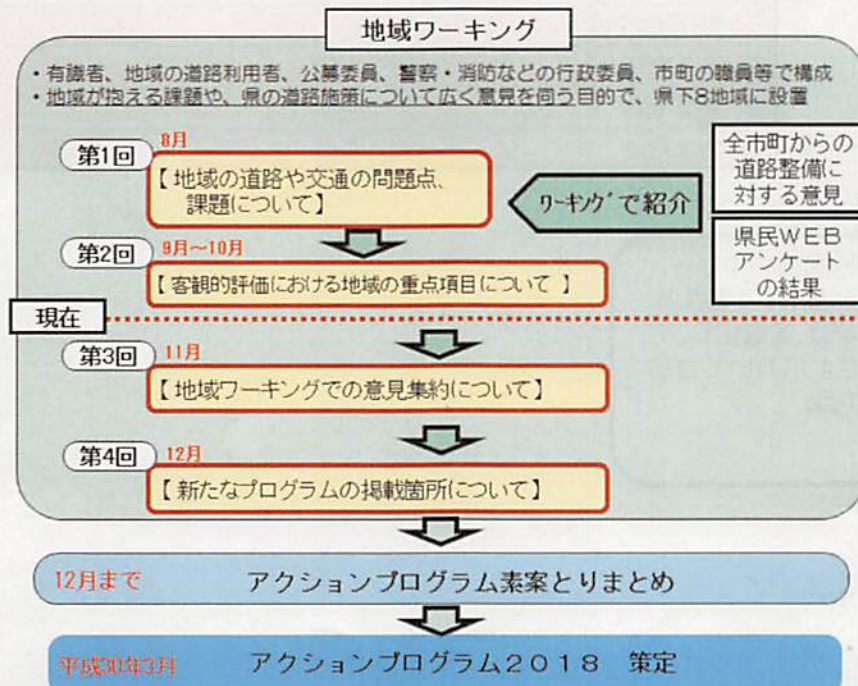 地域ワーキング
・有識者、地域の道路利用者、公募委員、警察・消防などの行政委員、市町の職員等で構成
・地域が抱える課題や、県の道路施策について広く意見を伺う目的で、県下8地域に設置
第1回
8月
【地域の道路や交通の問題点、
課題について】
ワーキングで紹介
全市町からの
道路整備に
対する意見
県民WEB
アンケート
の結果
第2回
9月～10月
【客観的評価における地域の重点項目について】
現在
第3回
11月
【地域ワーキングでの意見集約について】
第4回
12月
【新たなプログラムの掲載箇所について】
12月まで アクションプログラム素案とりまとめ
平成30年3月 アクションプログラム2018 策定